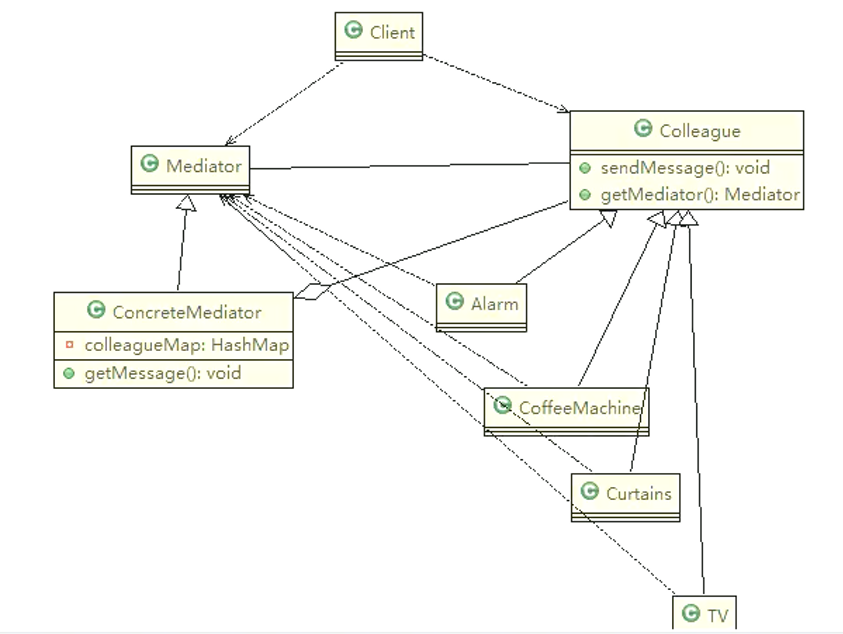 Client
Colleague
sendMessage(): void
getMediator(): Mediator
Mediator
ConcreteMediator
colleagueMap: HashMap
getMessage(): void
Alarm
CoffeeMachine
Curtains
TV